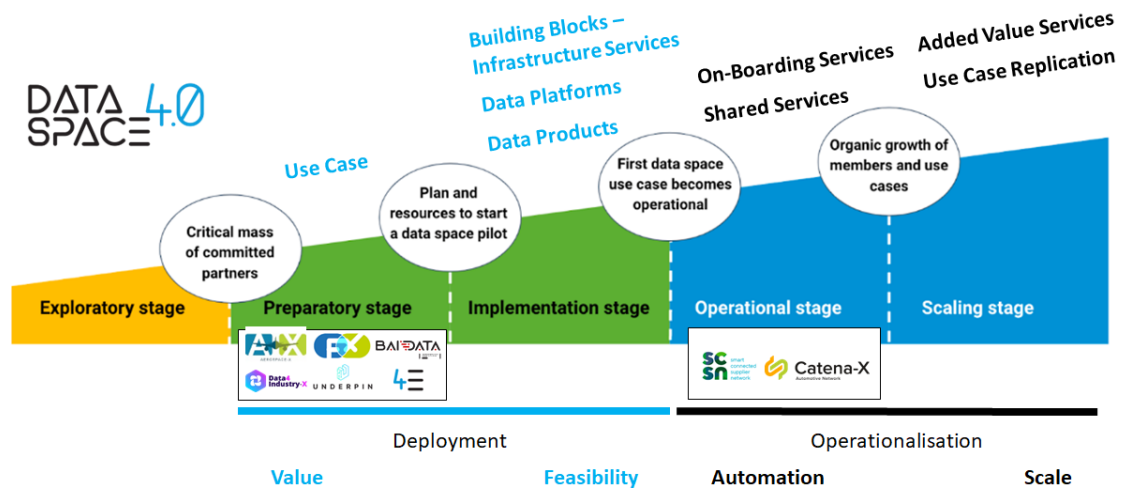 DATA
SPACE
4.0
Use Case
Building Blocks –
Infrastructure Services
Data Platforms
Data Products
On-Boarding Services
Shared Services
Added Value Services
Use Case Replication
Critical mass
of committed
partners
Plan and
resources to start
a data space pilot
First data space
use case becomes
operational
Organic growth of
members and use
cases
Exploratory stage
Preparatory stage
Implementation stage
Operational stage
Scaling stage
BAIDATA
Data4
Industry-X
UNDERPIN
4E
SC
SN
smart
connected
supplier
network
Catena-X
Automotive Network
Deployment
Operationalisation
Value
Feasibility
Automation
Scale